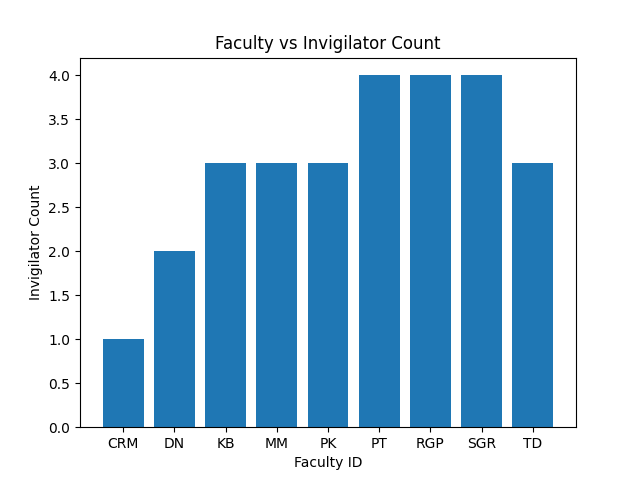 Faculty vs Invigilator Count
4.0
3.5
3.0
2.5
2.0
1.5
1.0
0.5
0.0
Invigilator Count
CRM DN KB MM PK PT RGP SGR TD
Faculty ID